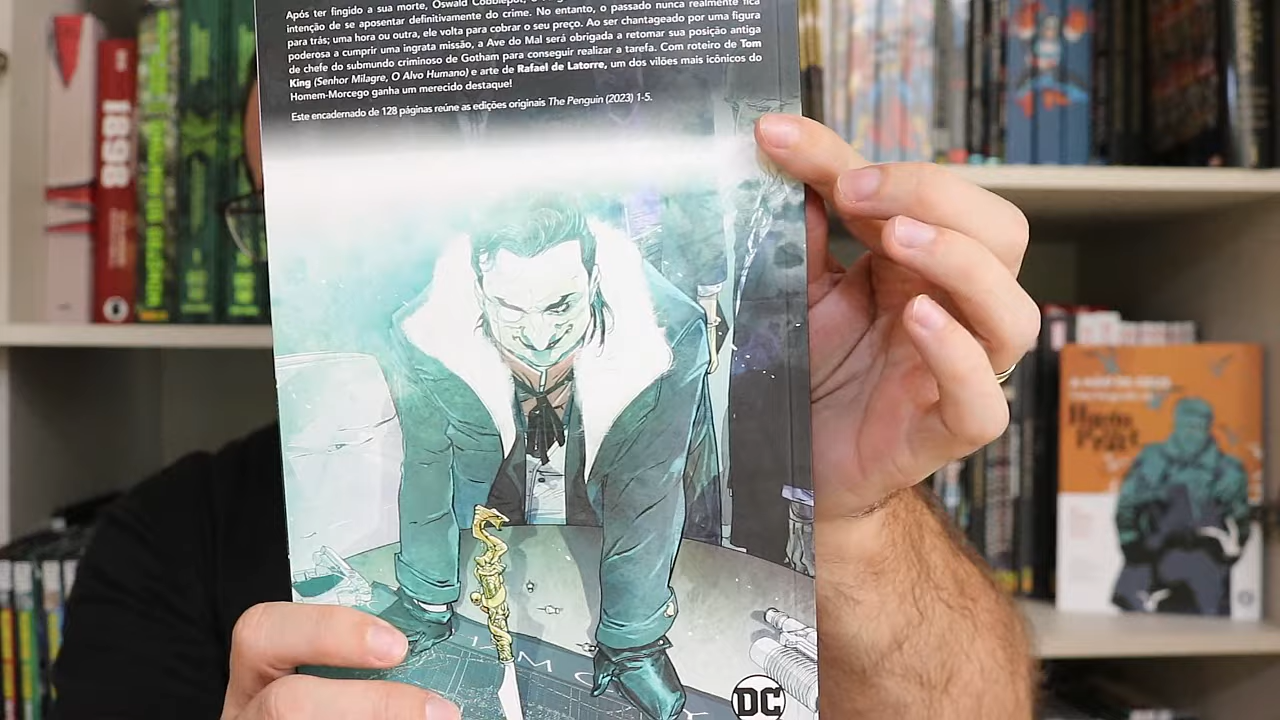 Após ter fingido a sua morte, Oswald Cobblepot,
intenção de se aposentar definitivamente do crime. No entanto, o passado nunca realmente fica
para trás; uma hora ou outra, ele volta para cobrar o seu preço. Ao ser chantageado por uma figura
poderosa a cumprir uma ingrata missão, a Ave do Mal será obrigada a retomar sua posição antiga
de chefe do submundo criminoso de Gotham para conseguir realizar a tarefa. Com roteiro de Tom
King (Senhor Milagre, O Alvo Humano) e arte de Rafael de Latorre, um dos vilões mais icônicos do
Homem-Morcego ganha um merecido destaque!
Este encadernado de 128 páginas reúne as edições originais The Penguin (2023) 1-5.
1898
DC